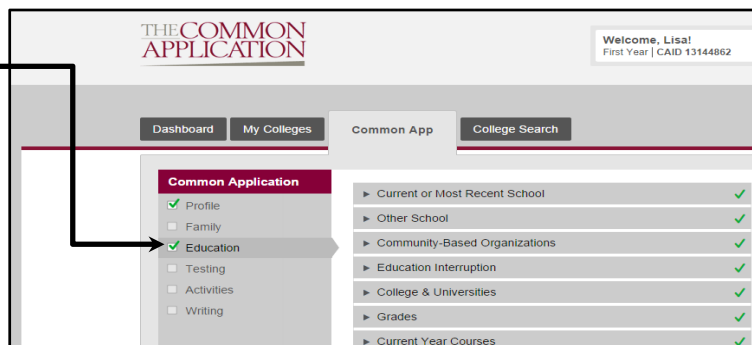 THE COMMON
APPLICATION
Welcome, Lisa!
First Year | CAID 13144862
Dashboard
My Colleges
Common App
College Search
Common Application
Profile
Family
Education
Testing
Activities
Writing
Current or Most Recent School
Other School
Community-Based Organizations
Education Interruption
College & Universities
Grades
Current Year Courses